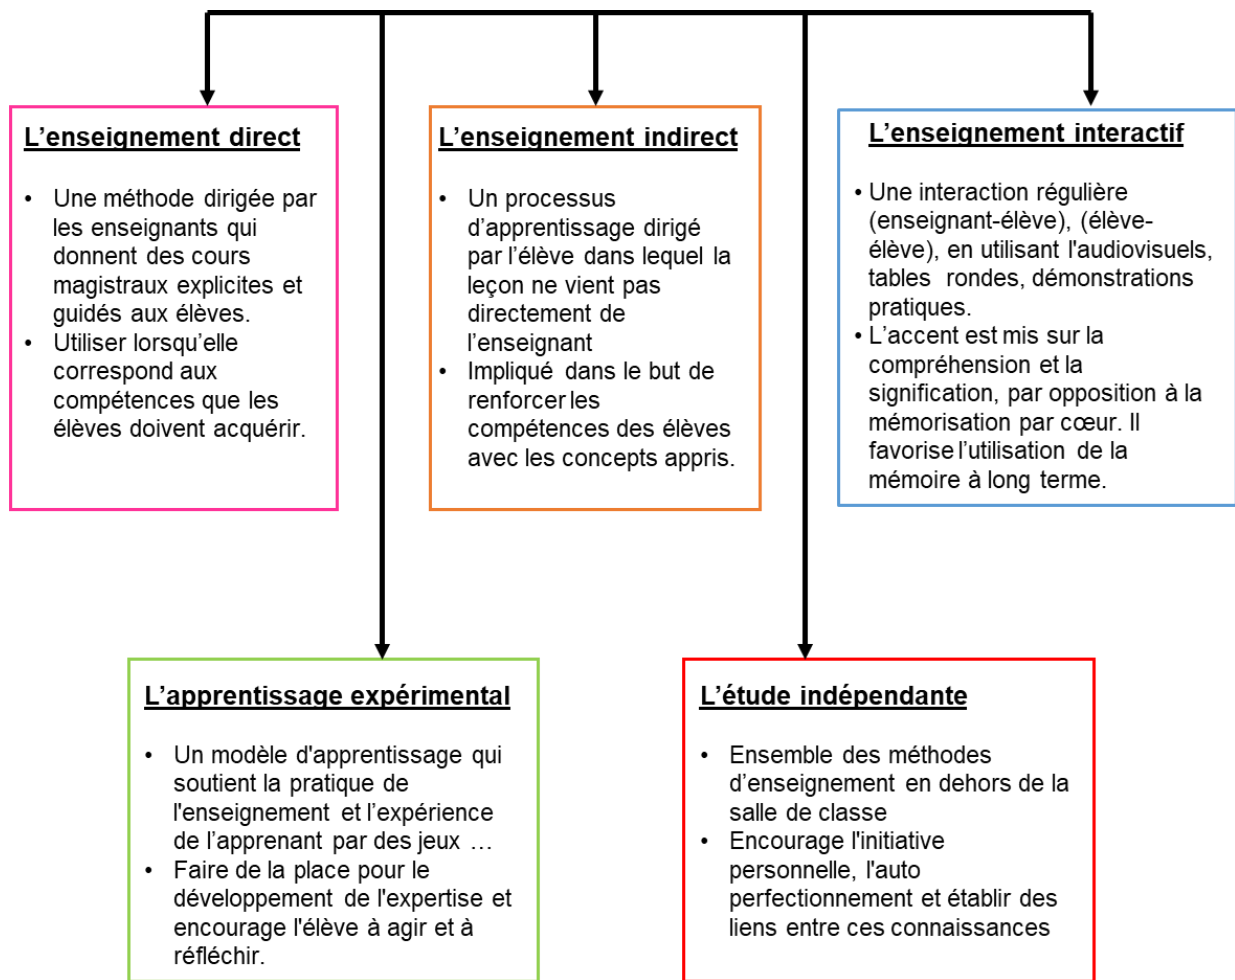 L’enseignement direct
• Une méthode dirigée par
les enseignants qui
donnent des cours
magistraux explicites et
guidés aux élèves.
• Utiliser lorsqu’elle
correspond aux
compétences que les
élèves doivent acquérir.
L’enseignement indirect
• Un processus
d’apprentissage dirigé
par l’élève dans lequel la
leçon ne vient pas
directement de
l’enseignant
• Impliqué dans le but de
renforcer les
compétences des élèves
avec les concepts appris.
L’enseignement interactif
• Une interaction régulière
(enseignant-élève), (élève-
élève), en utilisant l'audiovisuels,
tables rondes, démonstrations
pratiques.
• L’accent est mis sur la
compréhension et la
signification, par opposition à la
mémorisation par cœur. Il
favorise l’utilisation de la
mémoire à long terme.
L’apprentissage expérimental
• Un modèle d'apprentissage qui
soutient la pratique de
l'enseignement et l’expérience
de l’apprenant par des jeux …
• Faire de la place pour le
développement de l'expertise et
encourage l'élève à agir et à
réfléchir.
L’étude indépendante
• Ensemble des méthodes
d’enseignement en dehors de la
salle de classe
• Encourage l'initiative
personnelle, l'auto
perfectionnement et établir des
liens entre ces connaissances